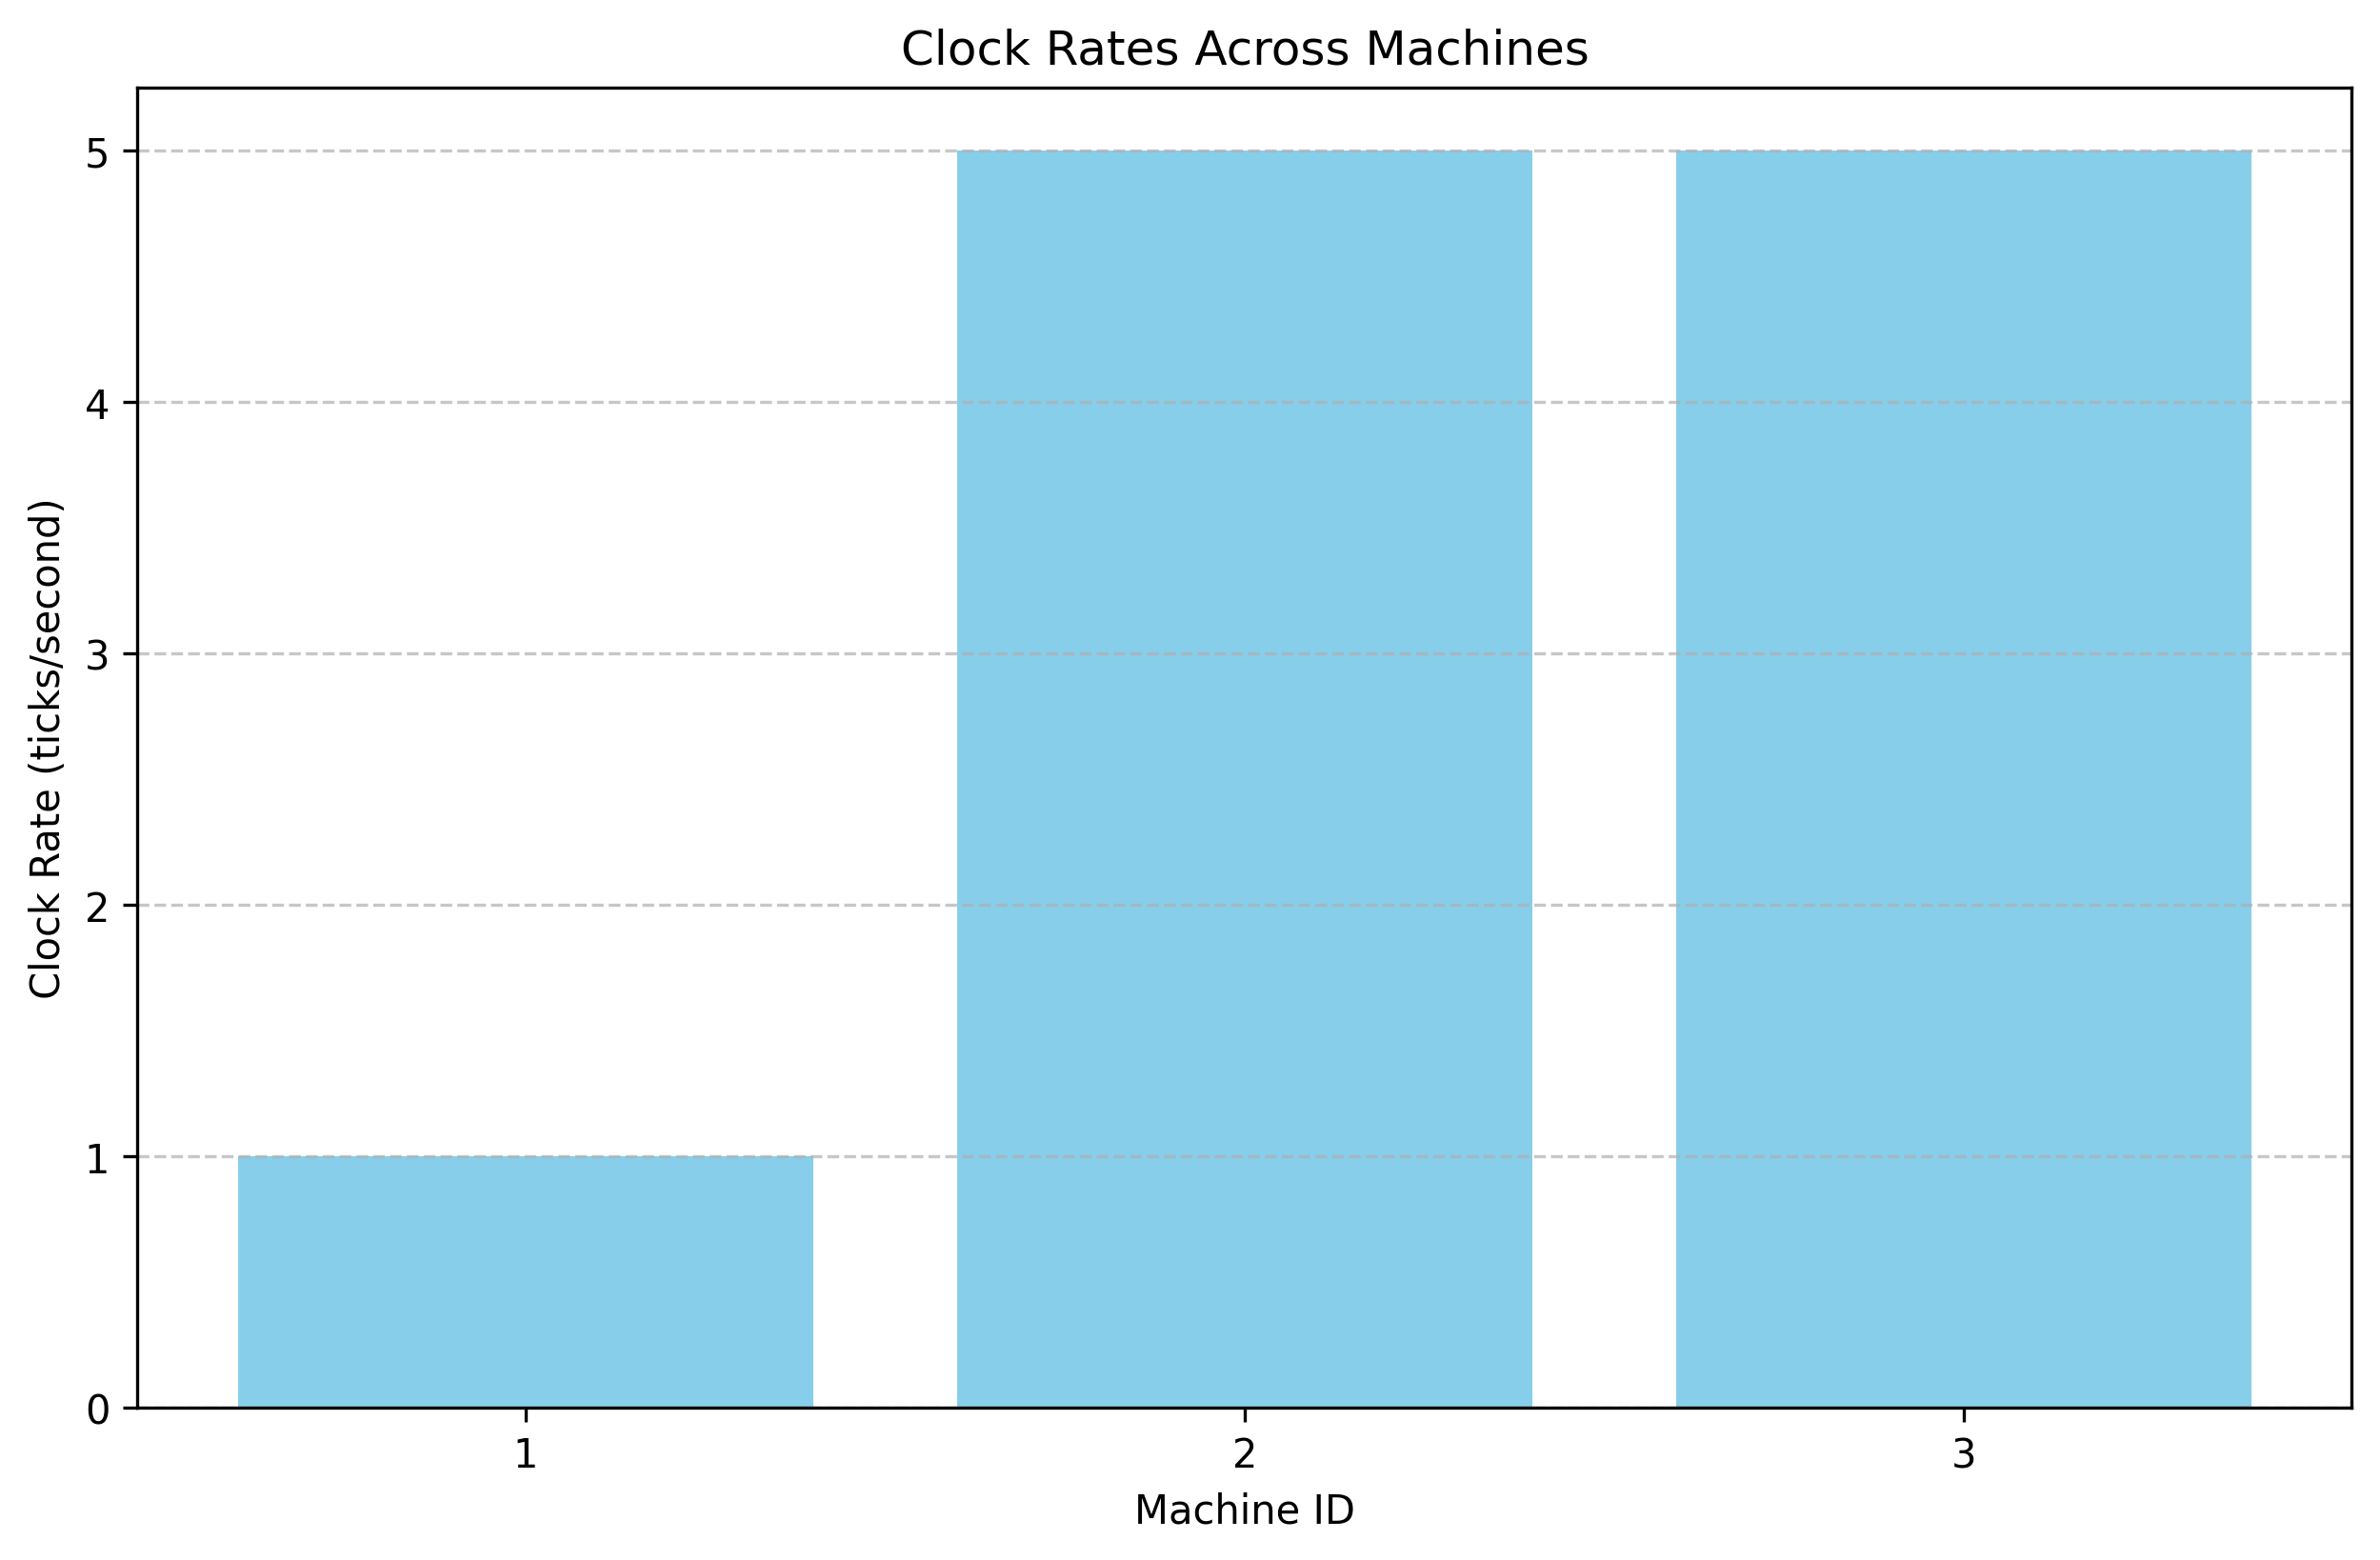 Clock Rates Across Machines
Clock Rate (ticks/second)
5
4
3
2
1
0
1 2 3
Machine ID